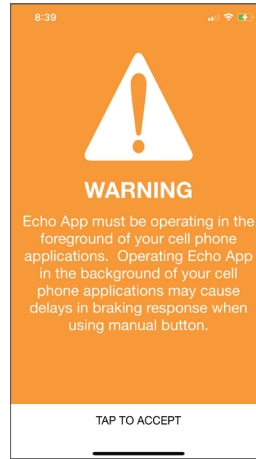 8:39
WARNING
Echo App must be operating in the
foreground of your cell phone
applications. Operating Echo App
in the background of your cell
phone applications may cause
delays in braking response when
using manual button.
TAP TO ACCEPT